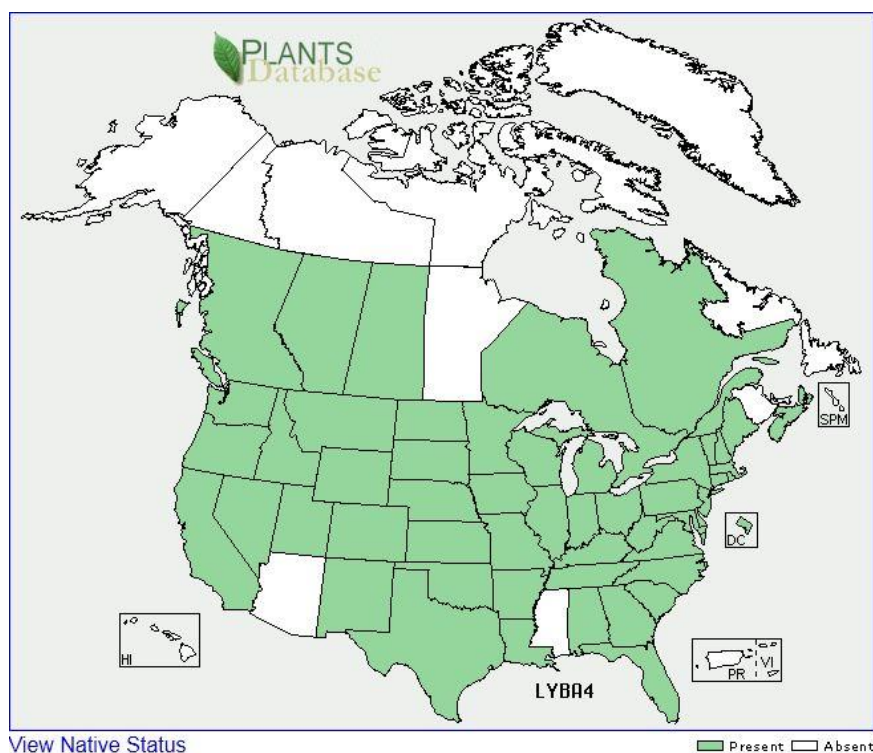 PLANTS
Database
SPM
DC
HI
PR
VI
LYBA4
View Native Status
Present
Absent